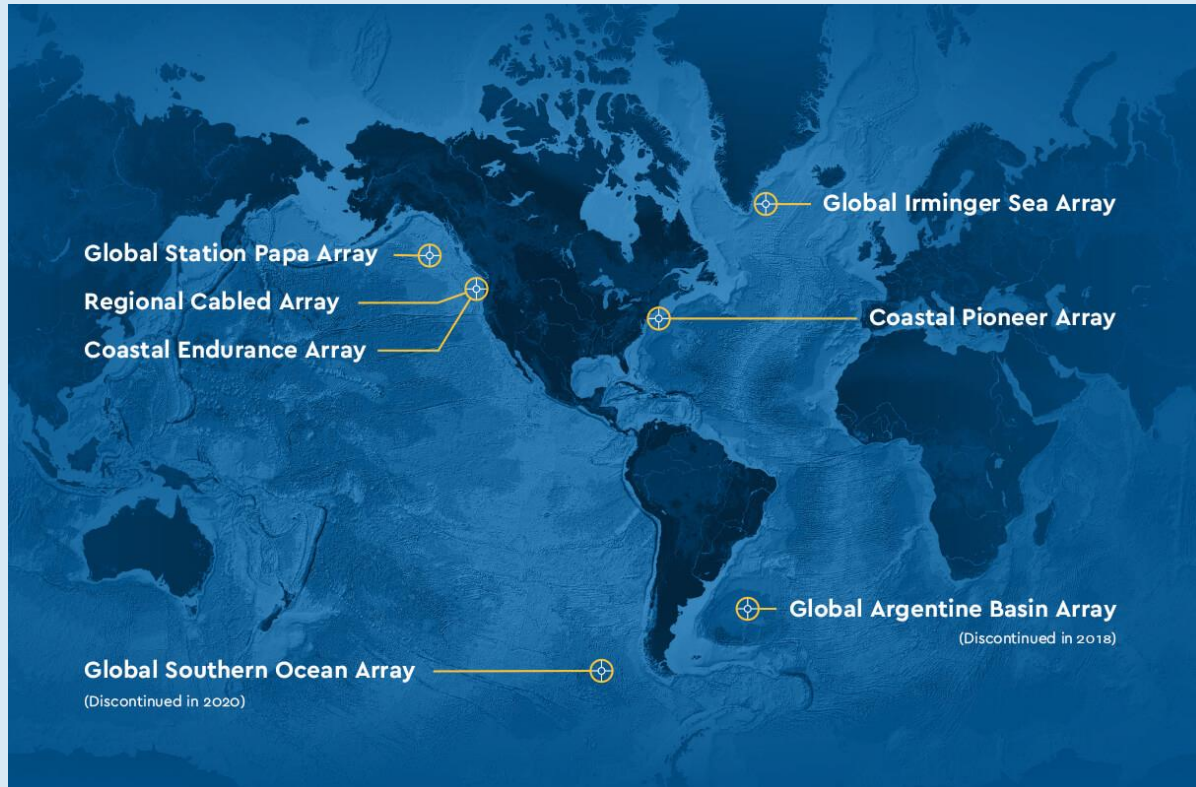 Global Irminger Sea Array
Global Station Papa Array
Regional Cabled Array
Coastal Pioneer Array
Coastal Endurance Array
Global Argentine Basin Array
(Discontinued in 2018)
Global Southern Ocean Array
(Discontinued in 2020)